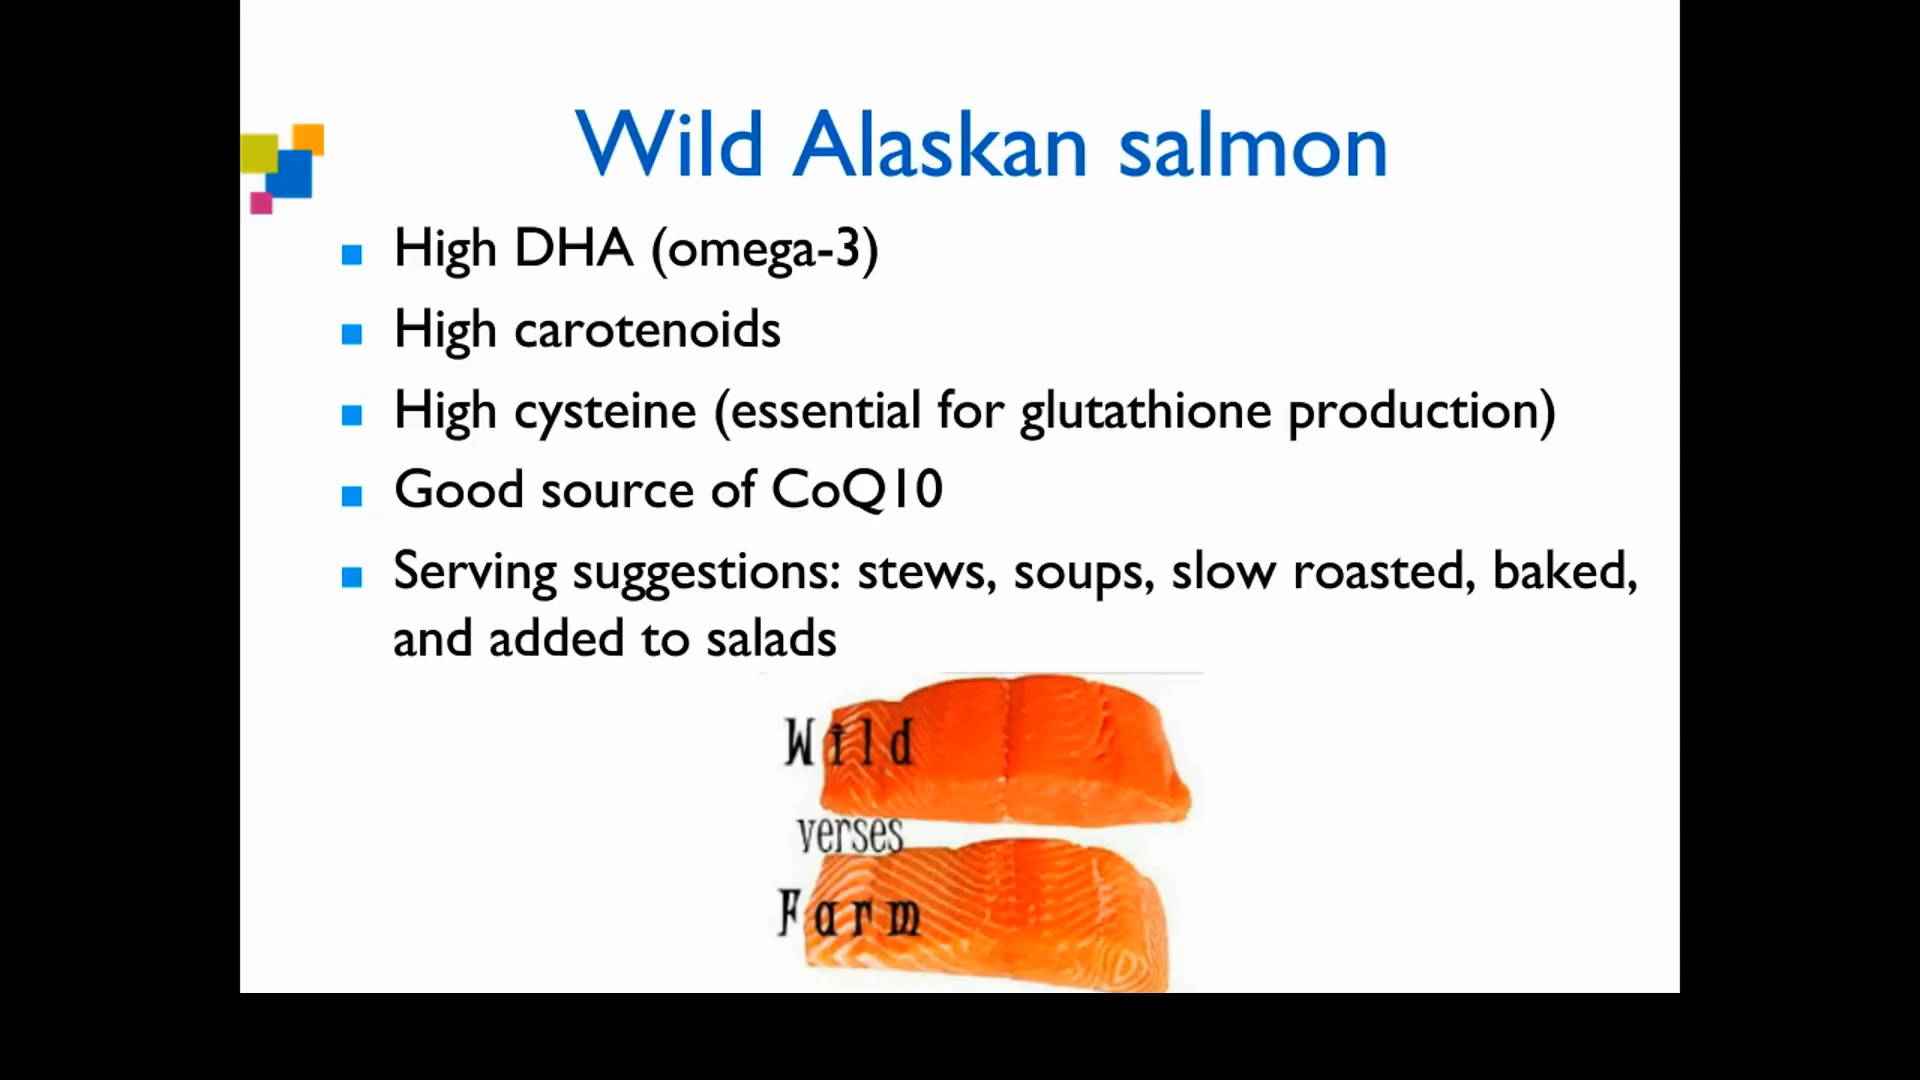 Wild Alaskan salmon
High DHA (omega-3)
High carotenoids
High cysteine (essential for glutathione production)
Good source of CoQ10
Serving suggestions: stews, soups, slow roasted, baked,
and added to salads
Wild
verses
Farm